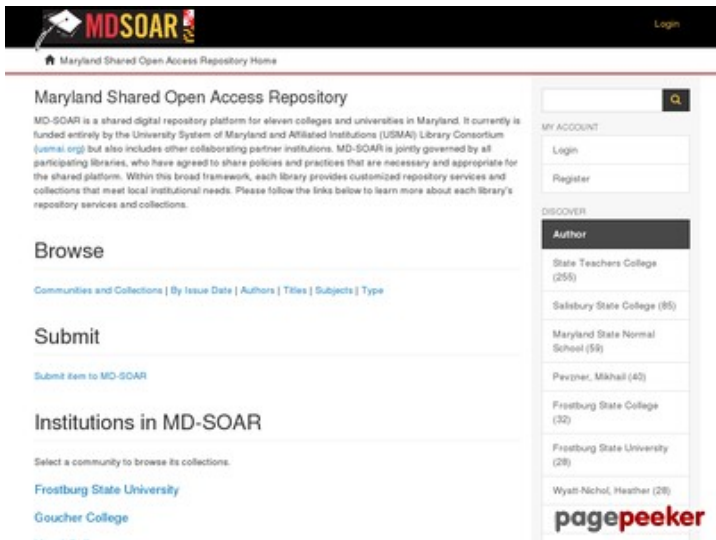 MDSOAR
Login
Maryland Shared Open Access Repository Home
Maryland Shared Open Access Repository
MD-SOAR is a shared digital repository platform for eleven colleges and universities in Maryland. It currently is
funded entirely by the University System of Maryland and Affiliated Institutions (USMAI) Library Consortium
(usmai.org) but also includes other collaborating partner institutions. MD-SOAR is jointly governed by all
participating libraries, who have agreed to share policies and practices that are necessary and appropriate for
the shared platform. Within this broad framework, each library provides customized repository services and
collections that meet local institutional needs. Please follow the links below to learn more about each library's
repository services and collections.
Browse
Communities and Collections | By Issue Date | Authors | Titles | Subjects | Type
Submit
Submit item to MD-SOAR
Institutions in MD-SOAR
Select a community to browse its collections.
Frostburg State University
Goucher College
MY ACCOUNT
Login
Register
DISCOVER
Author
State Teachers College
(255)
Salisbury State College (85)
Maryland State Normal
School (59)
Pevzner, Mikhail (40)
Frostburg State College
(32)
Frostburg State University
(28)
Wyatt-Nichol, Heather (28)
pagepeeker